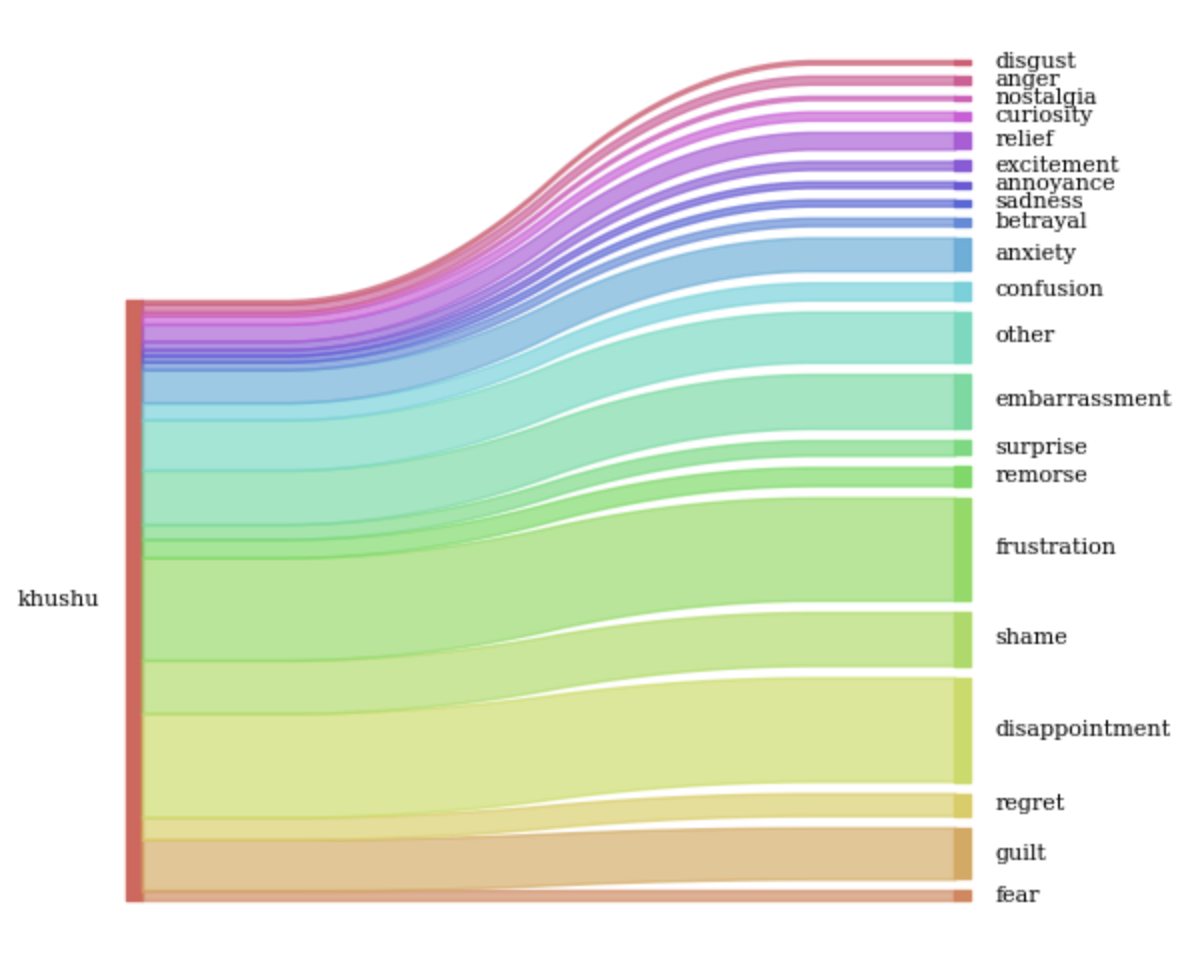 disgust
anger
nostalgia
curiosity
relief
excitement
annoyance
sadness
betrayal
anxiety
confusion
other
embarrassment
surprise
remorse
frustration
khushu
shame
disappointment
regret
guilt
fear